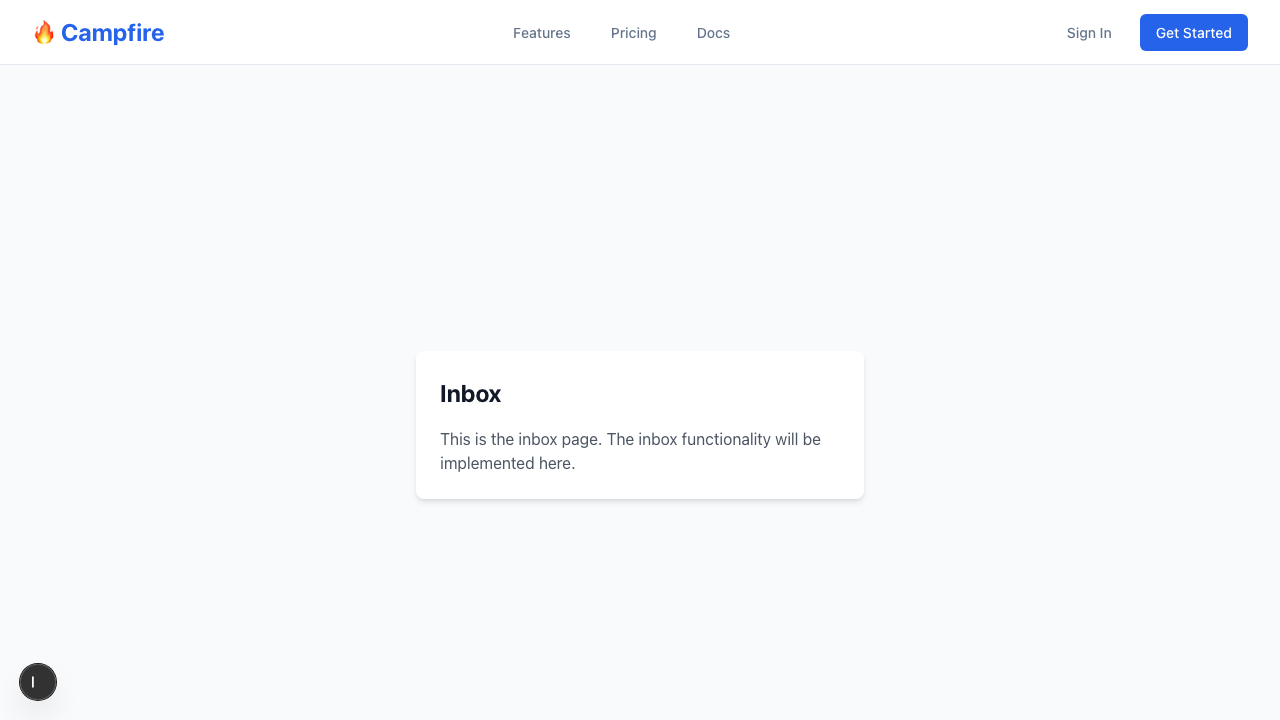 Campfire
Features
Pricing
Docs
Sign In
Get Started
Inbox
This is the inbox page. The inbox functionality will be
implemented here.